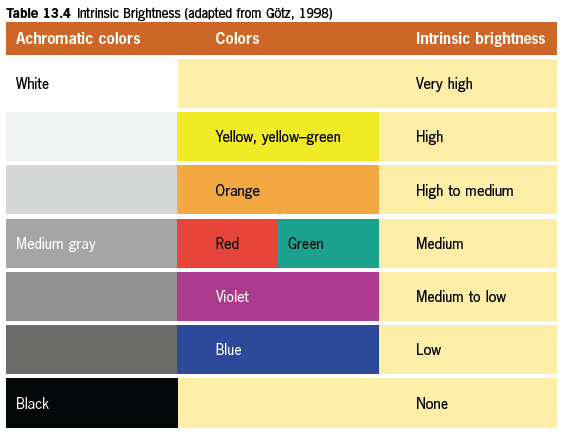 Table 13.4 Intrinsic Brightness (adapted from Götz, 1998)
Achromatic colors Colors Intrinsic brightness
White Very high
Yellow, yellow–green High
Orange High to medium
Medium gray Red Green Medium
Violet Medium to low
Blue Low
Black None